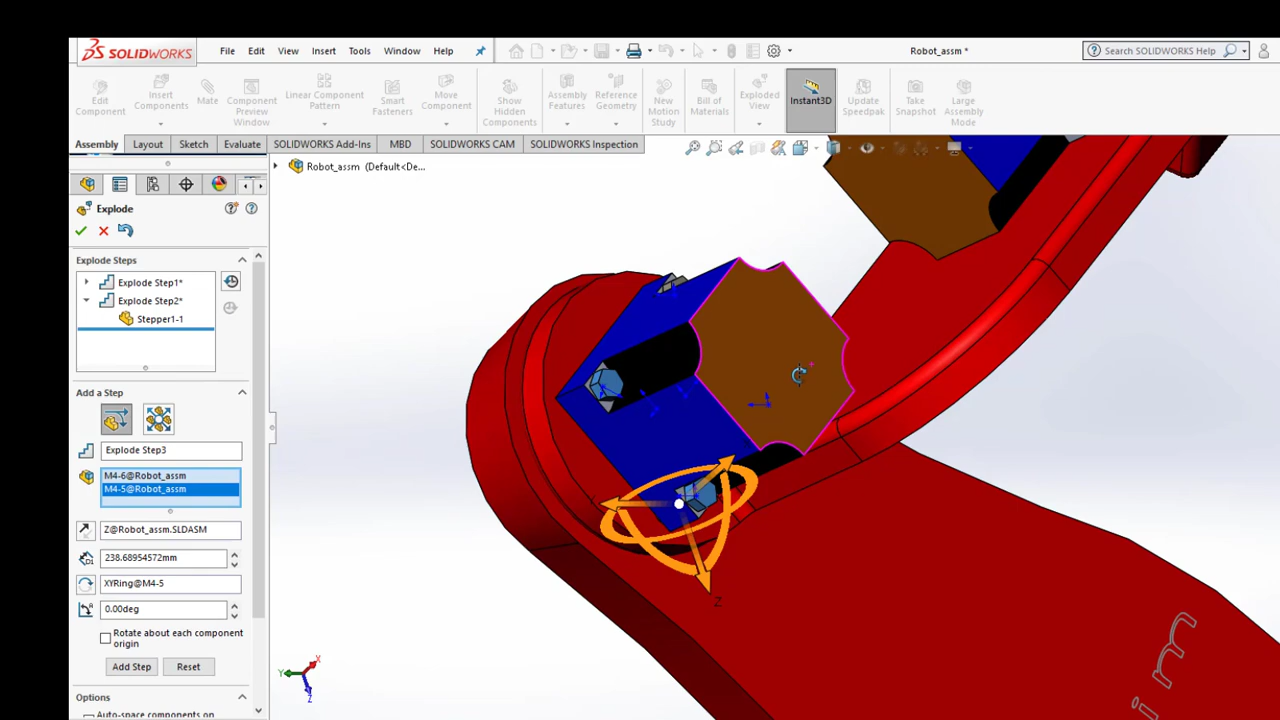 SOLIDWORKS File Edit View Insert Tools Window Help Robot_assm * Search SOLIDWORKS Help
Edit Component
Insert Components
Mate
Component Preview Window
Linear Component Pattern
Smart Fasteners
Move Component
Show Hidden Components
Assembly Features
Reference Geometry
New Motion Study
Bill of Materials
Exploded View
Instant3D
Update Speedpak
Take Snapshot
Large Assembly Mode
Assembly Layout Sketch Evaluate SOLIDWORKS Add-Ins MBD SOLIDWORKS CAM SOLIDWORKS Inspection
Robot_assm (Default<De...
Explode
Explode Steps
Explode Step1*
Explode Step2*
Stepper1-1
Add a Step
Explode Step3
M4-6@Robot_assm
M4-5@Robot_assm
Z@Robot_assm.SLDASM
238.68954572mm
XYRing@M4-5
0.00deg
Rotate about each component
origin
Add Step Reset
Options
Auto-space components on
Z
X
Y
Z
im